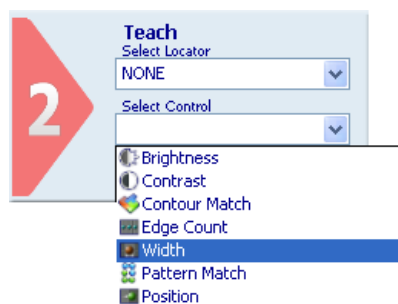 Teach
Select Locator
NONE
2
Select Control
Brightness
Contrast
Contour Match
Edge Count
Width
Pattern Match
Position